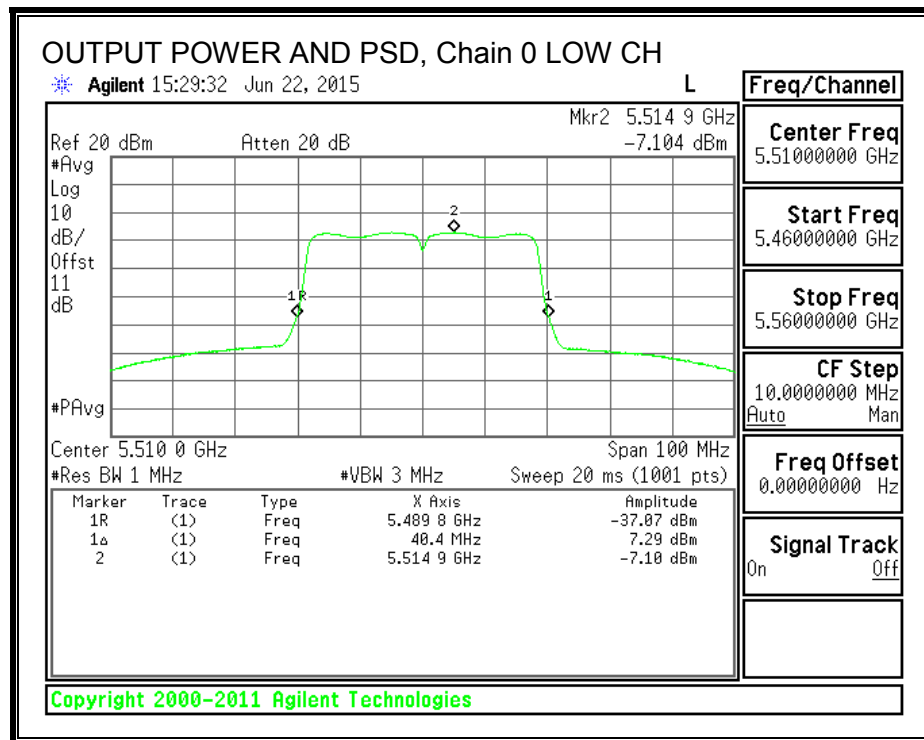 OUTPUT POWER AND PSD, Chain 0 LOW CH
Agilent 15:29:32 Jun 22, 2015 L
Mkr2 5.514 9 GHz
Ref 20 dBm Atten 20 dB -7.104 dBm
#Avg
Log
10
dB/
Offst
11
dB
#PAvg
2
1R
1
Center 5.510 0 GHz Span 100 MHz
#Res BW 1 MHz #VBW 3 MHz Sweep 20 ms (1001 pts)
Marker Trace Type X Axis Amplitude
1R (1) Freq 5.489 8 GHz -37.07 dBm
1Δ (1) Freq 40.4 MHz 7.29 dBm
2 (1) Freq 5.514 9 GHz -7.10 dBm
Copyright 2000-2011 Agilent Technologies
Freq/Channel
Center Freq
5.51000000 GHz
Start Freq
5.46000000 GHz
Stop Freq
5.56000000 GHz
CF Step
10.0000000 MHz
Auto Man
Freq Offset
0.00000000 Hz
Signal Track
On Off